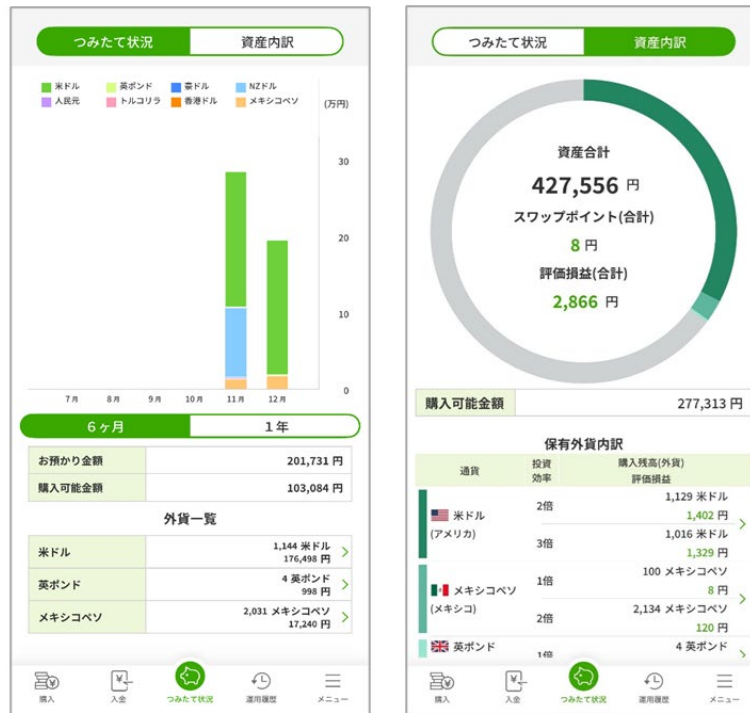 つみたて状況
資産内訳
米ドル 英ポンド 豪ドル NZドル
人民元 トルコリラ 香港ドル メキシコペソ
(万円)
30
20
10
0
7月 8月 9月 10月 11月 12月
6ヶ月
1年
お預かり金額 201,731 円
購入可能金額 103,084 円
外貨一覧
米ドル
1,144 米ドル
176,498 円
英ポンド
4 英ポンド
998 円
メキシコペソ
2,031 メキシコペソ
17,240 円
購入 入金 つみたて状況 運用履歴 メニュー
つみたて状況
資産内訳
資産合計
427,556 円
スワップポイント(合計)
8 円
評価損益(合計)
2,866 円
購入可能金額 277,313 円
保有外貨内訳
通貨
投資
効率
購入残高(外貨)
評価損益
米ドル
(アメリカ)
2倍
1,129 米ドル
1,402 円
3倍
1,016 米ドル
1,329 円
メキシコペソ
(メキシコ)
1倍
100 メキシコペソ
8 円
2倍
2,134 メキシコペソ
120 円
英ポンド
1倍
4 英ポンド
購入 入金 つみたて状況 運用履歴 メニュー